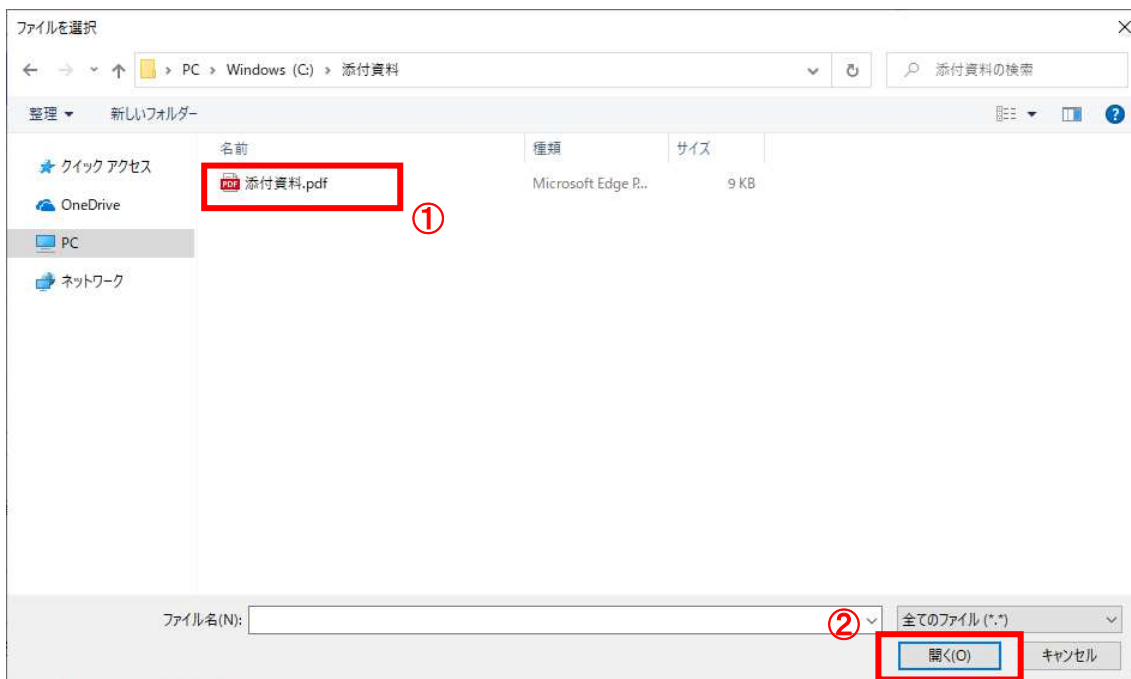 ファイルを選択
PC › Windows (C:) › 添付資料
添付資料の検索
整理 新しいフォルダー
名前 種類 サイズ
クイック アクセス
添付資料.pdf Microsoft Edge P... 9 KB
①
OneDrive
PC
ネットワーク
ファイル名(N):
②
全てのファイル (*.*)
開く(O) キャンセル